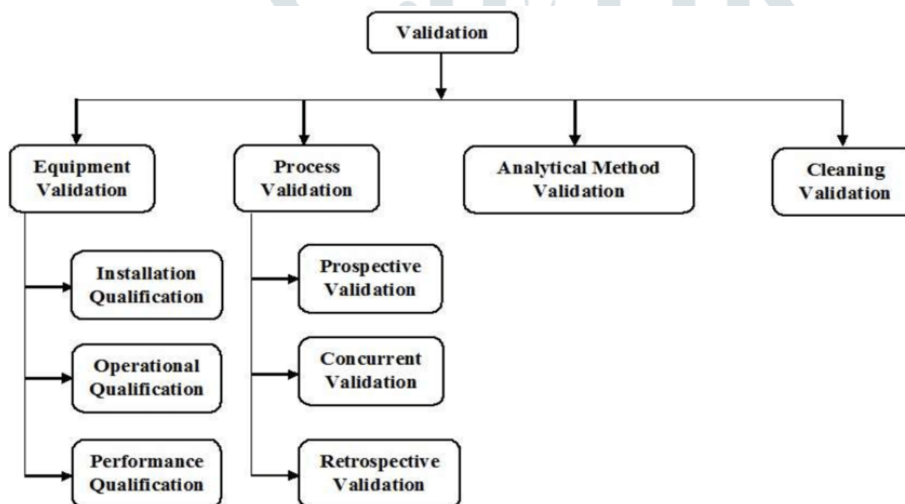 Validation
Equipment
Validation
Process
Validation
Analytical Method
Validation
Cleaning
Validation
Installation
Qualification
Operational
Qualification
Performance
Qualification
Prospective
Validation
Concurrent
Validation
Retrospective
Validation